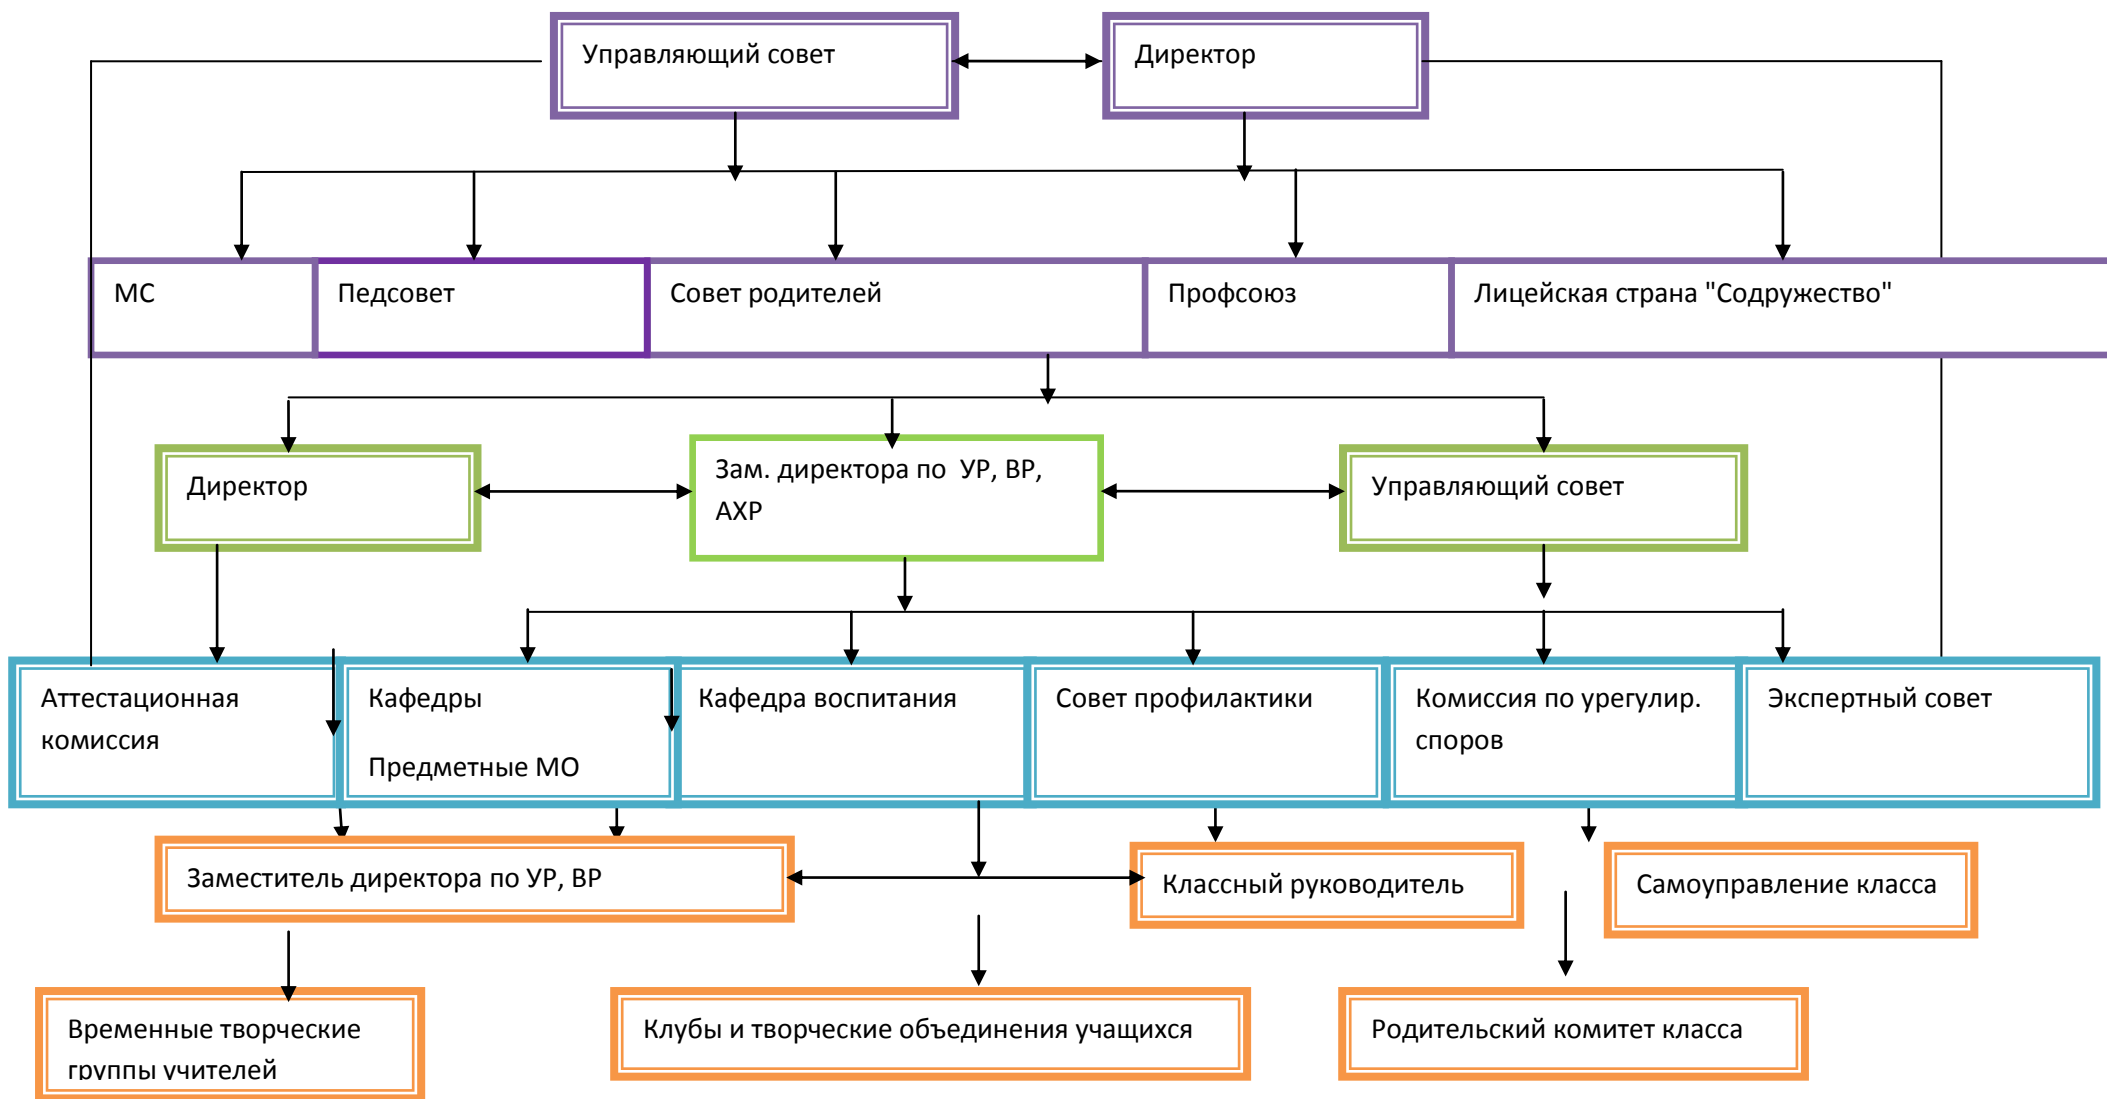 Управляющий совет
Директор
МС
Педсовет
Совет родителей
Профсоюз
Лицейская страна "Содружество"
Директор
Зам. директора по УР, ВР,
АХР
Управляющий совет
Аттестационная
комиссия
Кафедры
Предметные МО
Кафедра воспитания
Совет профилактики
Комиссия по урегулир.
споров
Экспертный совет
Заместитель директора по УР, ВР
Классный руководитель
Самоуправление класса
Временные творческие
группы учителей
Клубы и творческие объединения учащихся
Родительский комитет класса